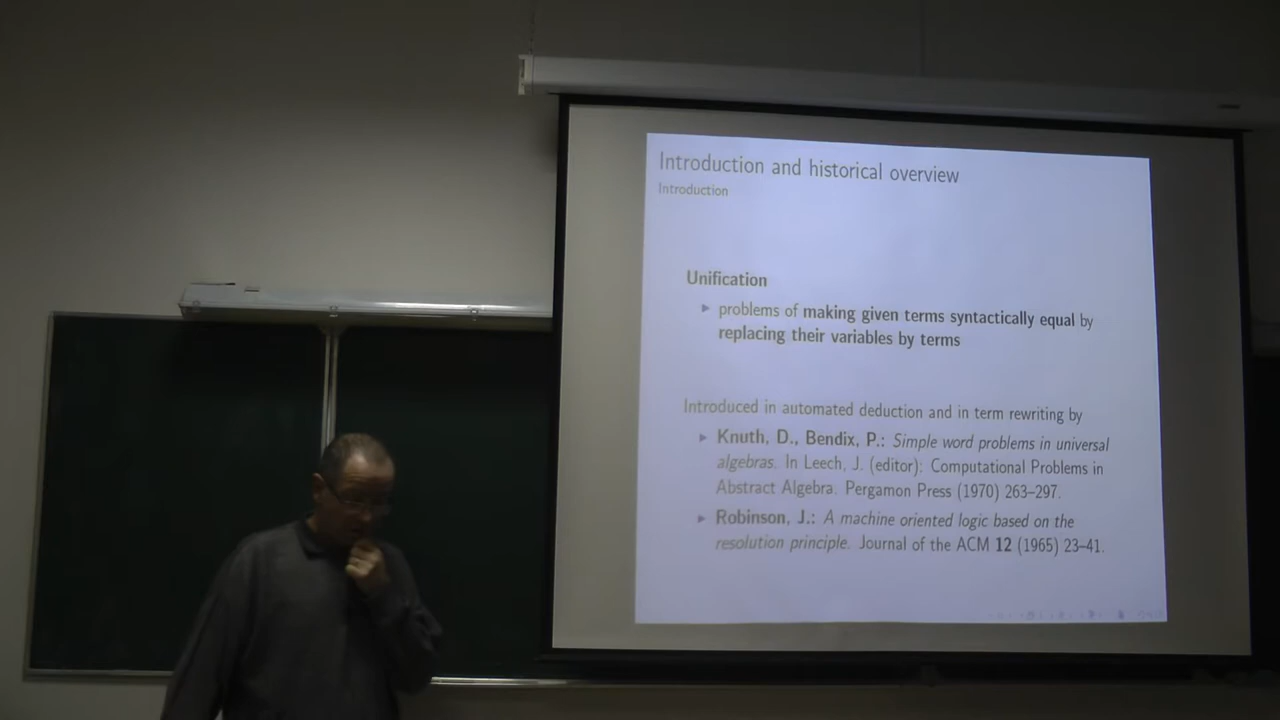 Introduction and historical overview
Introduction
Unification
▶ problems of making given terms syntactically equal by
replacing their variables by terms
Introduced in automated deduction and in term rewriting by
▶ Knuth, D., Bendix, P.: Simple word problems in universal
algebras. In Leech, J. (editor): Computational Problems in
Abstract Algebra. Pergamon Press (1970) 263–297.
▶ Robinson, J.: A machine oriented logic based on the
resolution principle. Journal of the ACM 12 (1965) 23–41.